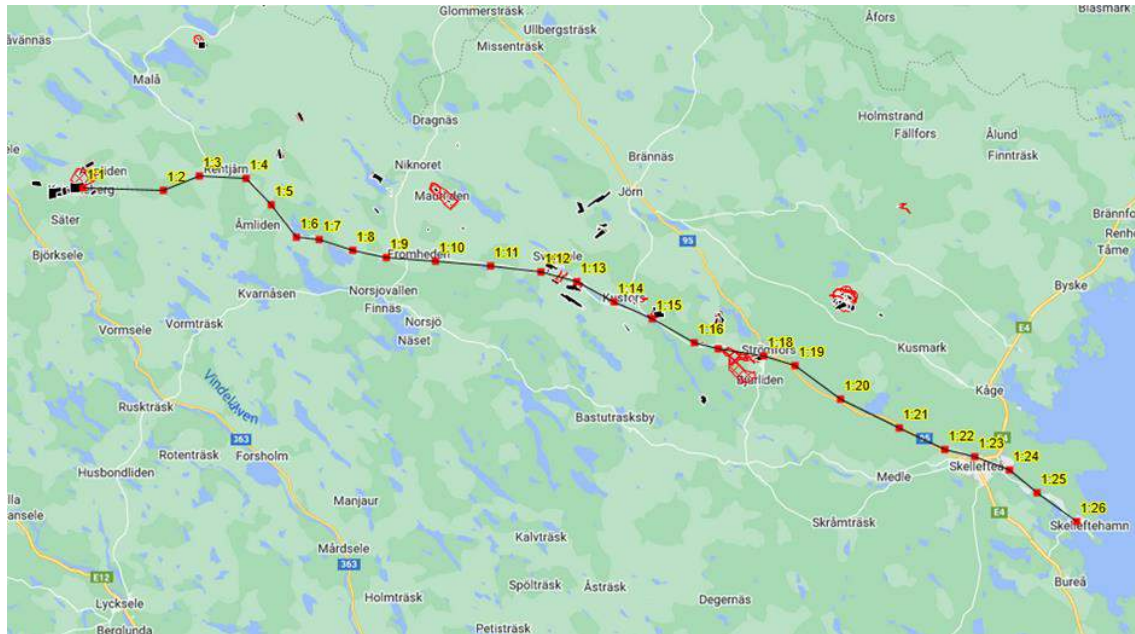 Glommersträsk
Ullbergsträsk
Missenträsk
Åfors
Blåsmark
Malå
Dragnäs
Holmstrand
Fällfors
Ålund
Finnträsk
Brännäs
Niknoret
Jörn
1:1
1:2
1:3
1:4
Rentjärn
Säter
1:5
Åmliden
1:6
1:7
1:8
1:9
1:10
1:11
1:12
1:13
Björksele
95
Tåme
Byske
Kvarnåsen
Norsjövallen
Finnäs
1:14
1:15
Vormsele
Vormträsk
Norsjö
Näset
E4
1:16
1:18
Strömfors
1:19
Kusmark
Bjurliden
Kåge
Vindelälven
Ruskträsk
1:20
Bastutrasksby
1:21
363
Rotenträsk
Forsholm
1:22
1:23
Skellefteå
1:24
Husbondliden
Medle
1:25
Manjaur
E4
1:26
Skråmträsk
Skelleftehamn
Kalvträsk
Mårdsele
363
E12
Spölträsk
Åsträsk
Bureå
Lycksele
Holmträsk
Degernäs
Berglunda
Petisträsk